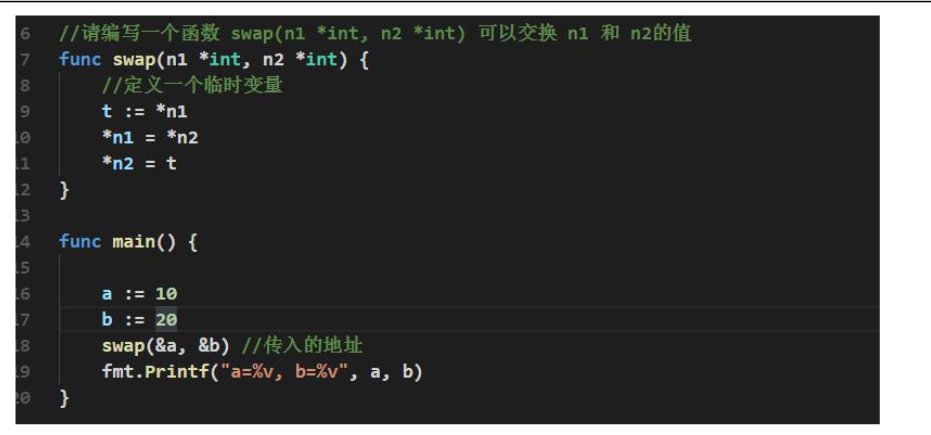 6 //请编写一个函数 swap(n1 *int, n2 *int) 可以交换 n1 和 n2的值
7 func swap(n1 *int, n2 *int) {
8 //定义一个临时变量
9 t := *n1
10 *n1 = *n2
11 *n2 = t
12 }
13
14 func main() {
15
16 a := 10
17 b := 20
18 swap(&a, &b) //传入的地址
19 fmt.Printf("a=%v, b=%v", a, b)
20 }